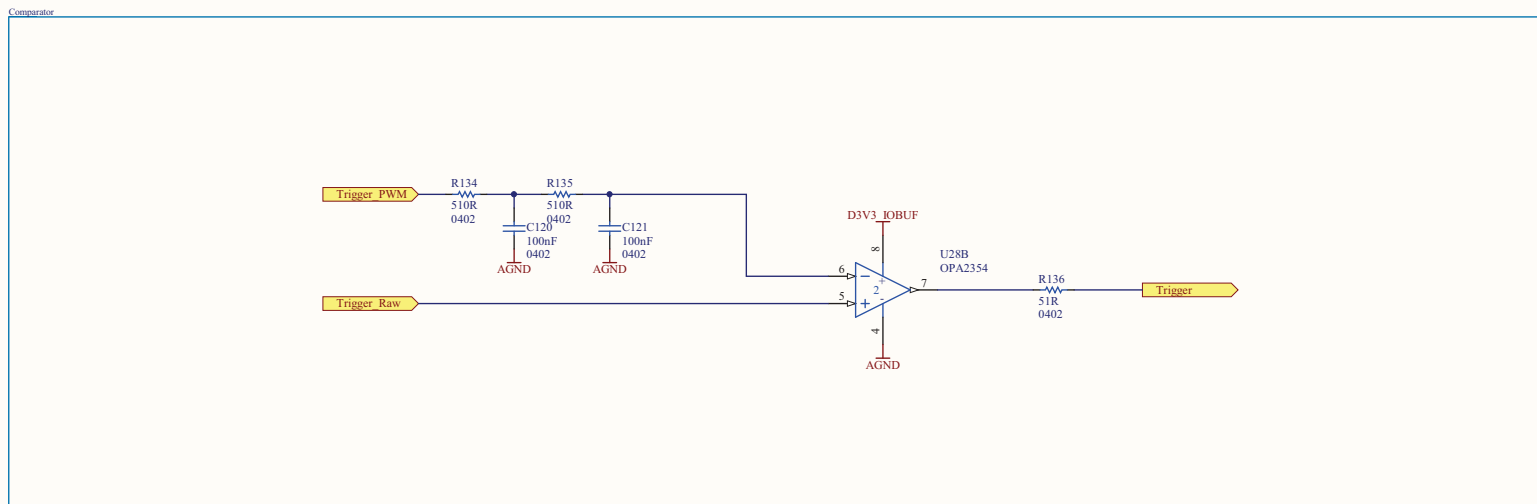 Comparator
Trigger_PWM
R134
510R
0402
R135
510R
0402
C120
100nF
0402
AGND
C121
100nF
0402
AGND
Trigger_Raw
D3V3_IOBUF
8
6
5
2
7
4
AGND
U28B
OPA2354
R136
51R
0402
Trigger